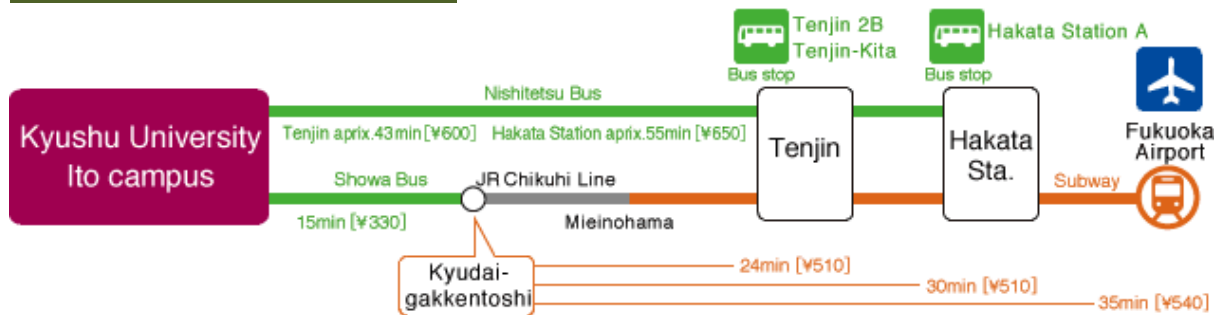 Tenjin 2B
Tenjin-Kita
Hakata Station A
Bus stop
Bus stop
Nishitetsu Bus
Kyushu University
Ito campus
Tenjin aprix.43min [¥600]
Hakata Station aprix.55min [¥650]
Tenjin
Hakata
Sta.
Fukuoka
Airport
Showa Bus
JR Chikuhi Line
Subway
15min [¥330]
Mieinohama
Kyudai-
gakkentoshi
24min [¥510]
30min [¥510]
35min [¥540]